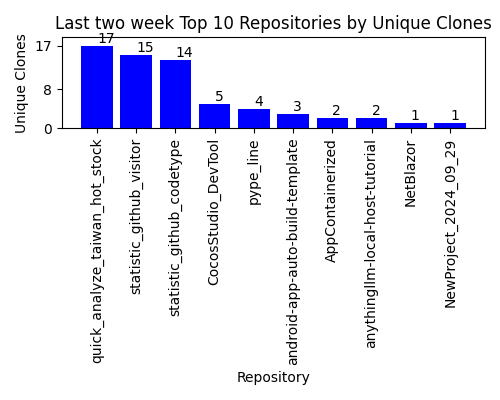 Last two week Top 10 Repositories by Unique Clones
Unique Clones
17
8
0
17
15
14
5
4
3
2
2
1
1
quick_analyze_taiwan_hot_stock
statistic_github_visitor
statistic_github_codetype
CocosStudio_DevTool
pype_line
android-app-auto-build-template
AppContainerized
anythingllm-local-host-tutorial
NetBlazor
NewProject_2024_09_29
Repository